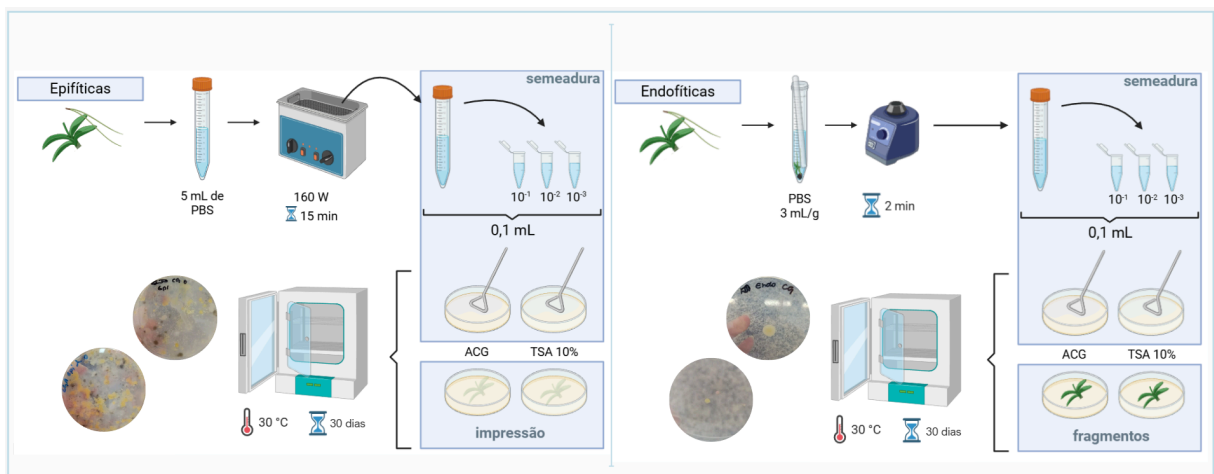 Epifíticas
5 mL de
PBS
160 W
15 min
semeadura
10-1 10-2 10-3
0,1 mL
ACG TSA 10%
impressão
30 °C 30 dias
Endofíticas
PBS
3 mL/g
2 min
semeadura
10-1 10-2 10-3
0,1 mL
ACG TSA 10%
fragmentos
30 °C 30 dias
Endo